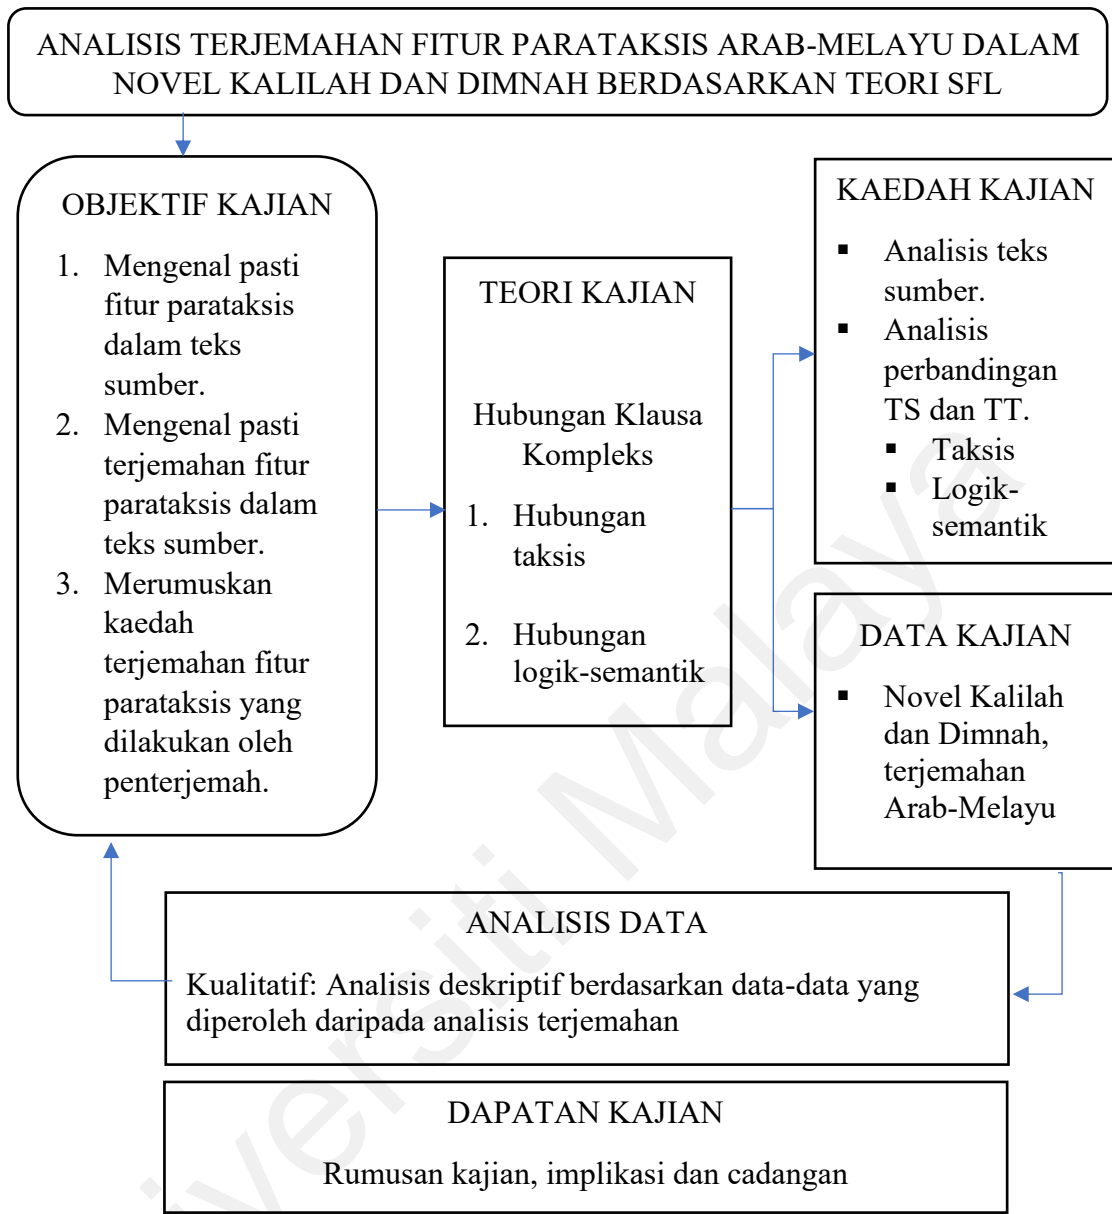 ANALISIS TERJEMAHAN FITUR PARATAKSIS ARAB-MELAYU DALAM
NOVEL KALILAH DAN DIMNAH BERDASARKAN TEORI SFL
OBJEKTIF KAJIAN
1. Mengenal pasti
fitur parataksis
dalam teks
sumber.
2. Mengenal pasti
terjemahan fitur
parataksis dalam
teks sumber.
3. Merumuskan
kaedah
terjemahan fitur
parataksis yang
dilakukan oleh
penterjemah.
TEORI KAJIAN
Hubungan Klausa
Kompleks
1. Hubungan
taksis
2. Hubungan
logik-semantik
KAEDAH KAJIAN
▪ Analisis teks
sumber.
▪ Analisis
perbandingan
TS dan TT.
▪ Taksis
▪ Logik-
semantik
DATA KAJIAN
▪ Novel Kalilah
dan Dimnah,
terjemahan
Arab-Melayu
ANALISIS DATA
Kualitatif: Analisis deskriptif berdasarkan data-data yang
diperoleh daripada analisis terjemahan
DAPATAN KAJIAN
Rumusan kajian, implikasi dan cadangan
versiti Malaya